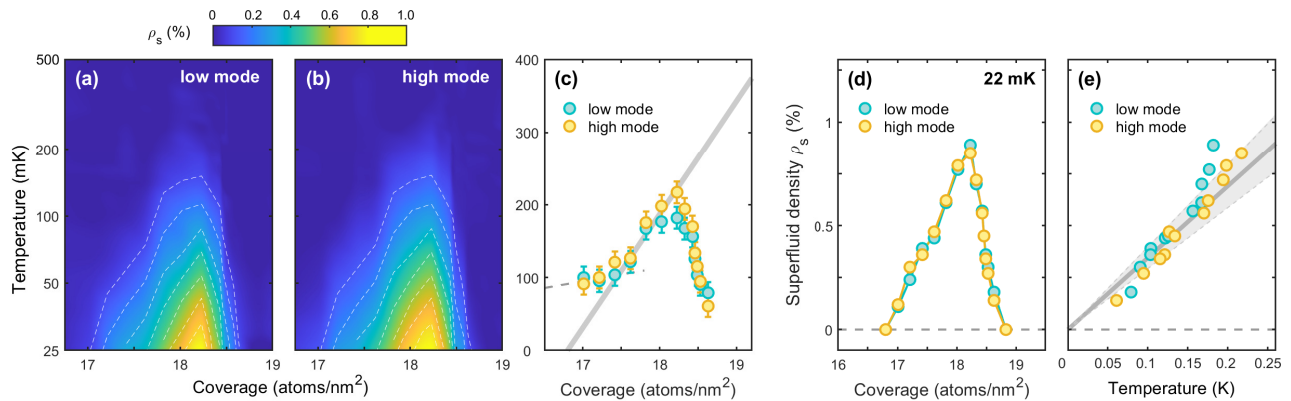 0 0.2 0.4 0.6 0.8 1.0
ρs (%)
(a) low mode
(b) high mode
(c)
(d) 22 mK
(e)
500
200
100
50
25
Temperature (mK)
17 18 19
Coverage (atoms/nm2)
17 18 19
400
300
200
100
0
low mode
high mode
17 18 19
Coverage (atoms/nm2)
Superfluid density ρs (%)
1
0.5
0
low mode
high mode
16 17 18 19
Coverage (atoms/nm2)
low mode
high mode
0 0.05 0.1 0.15 0.2 0.25
Temperature (K)